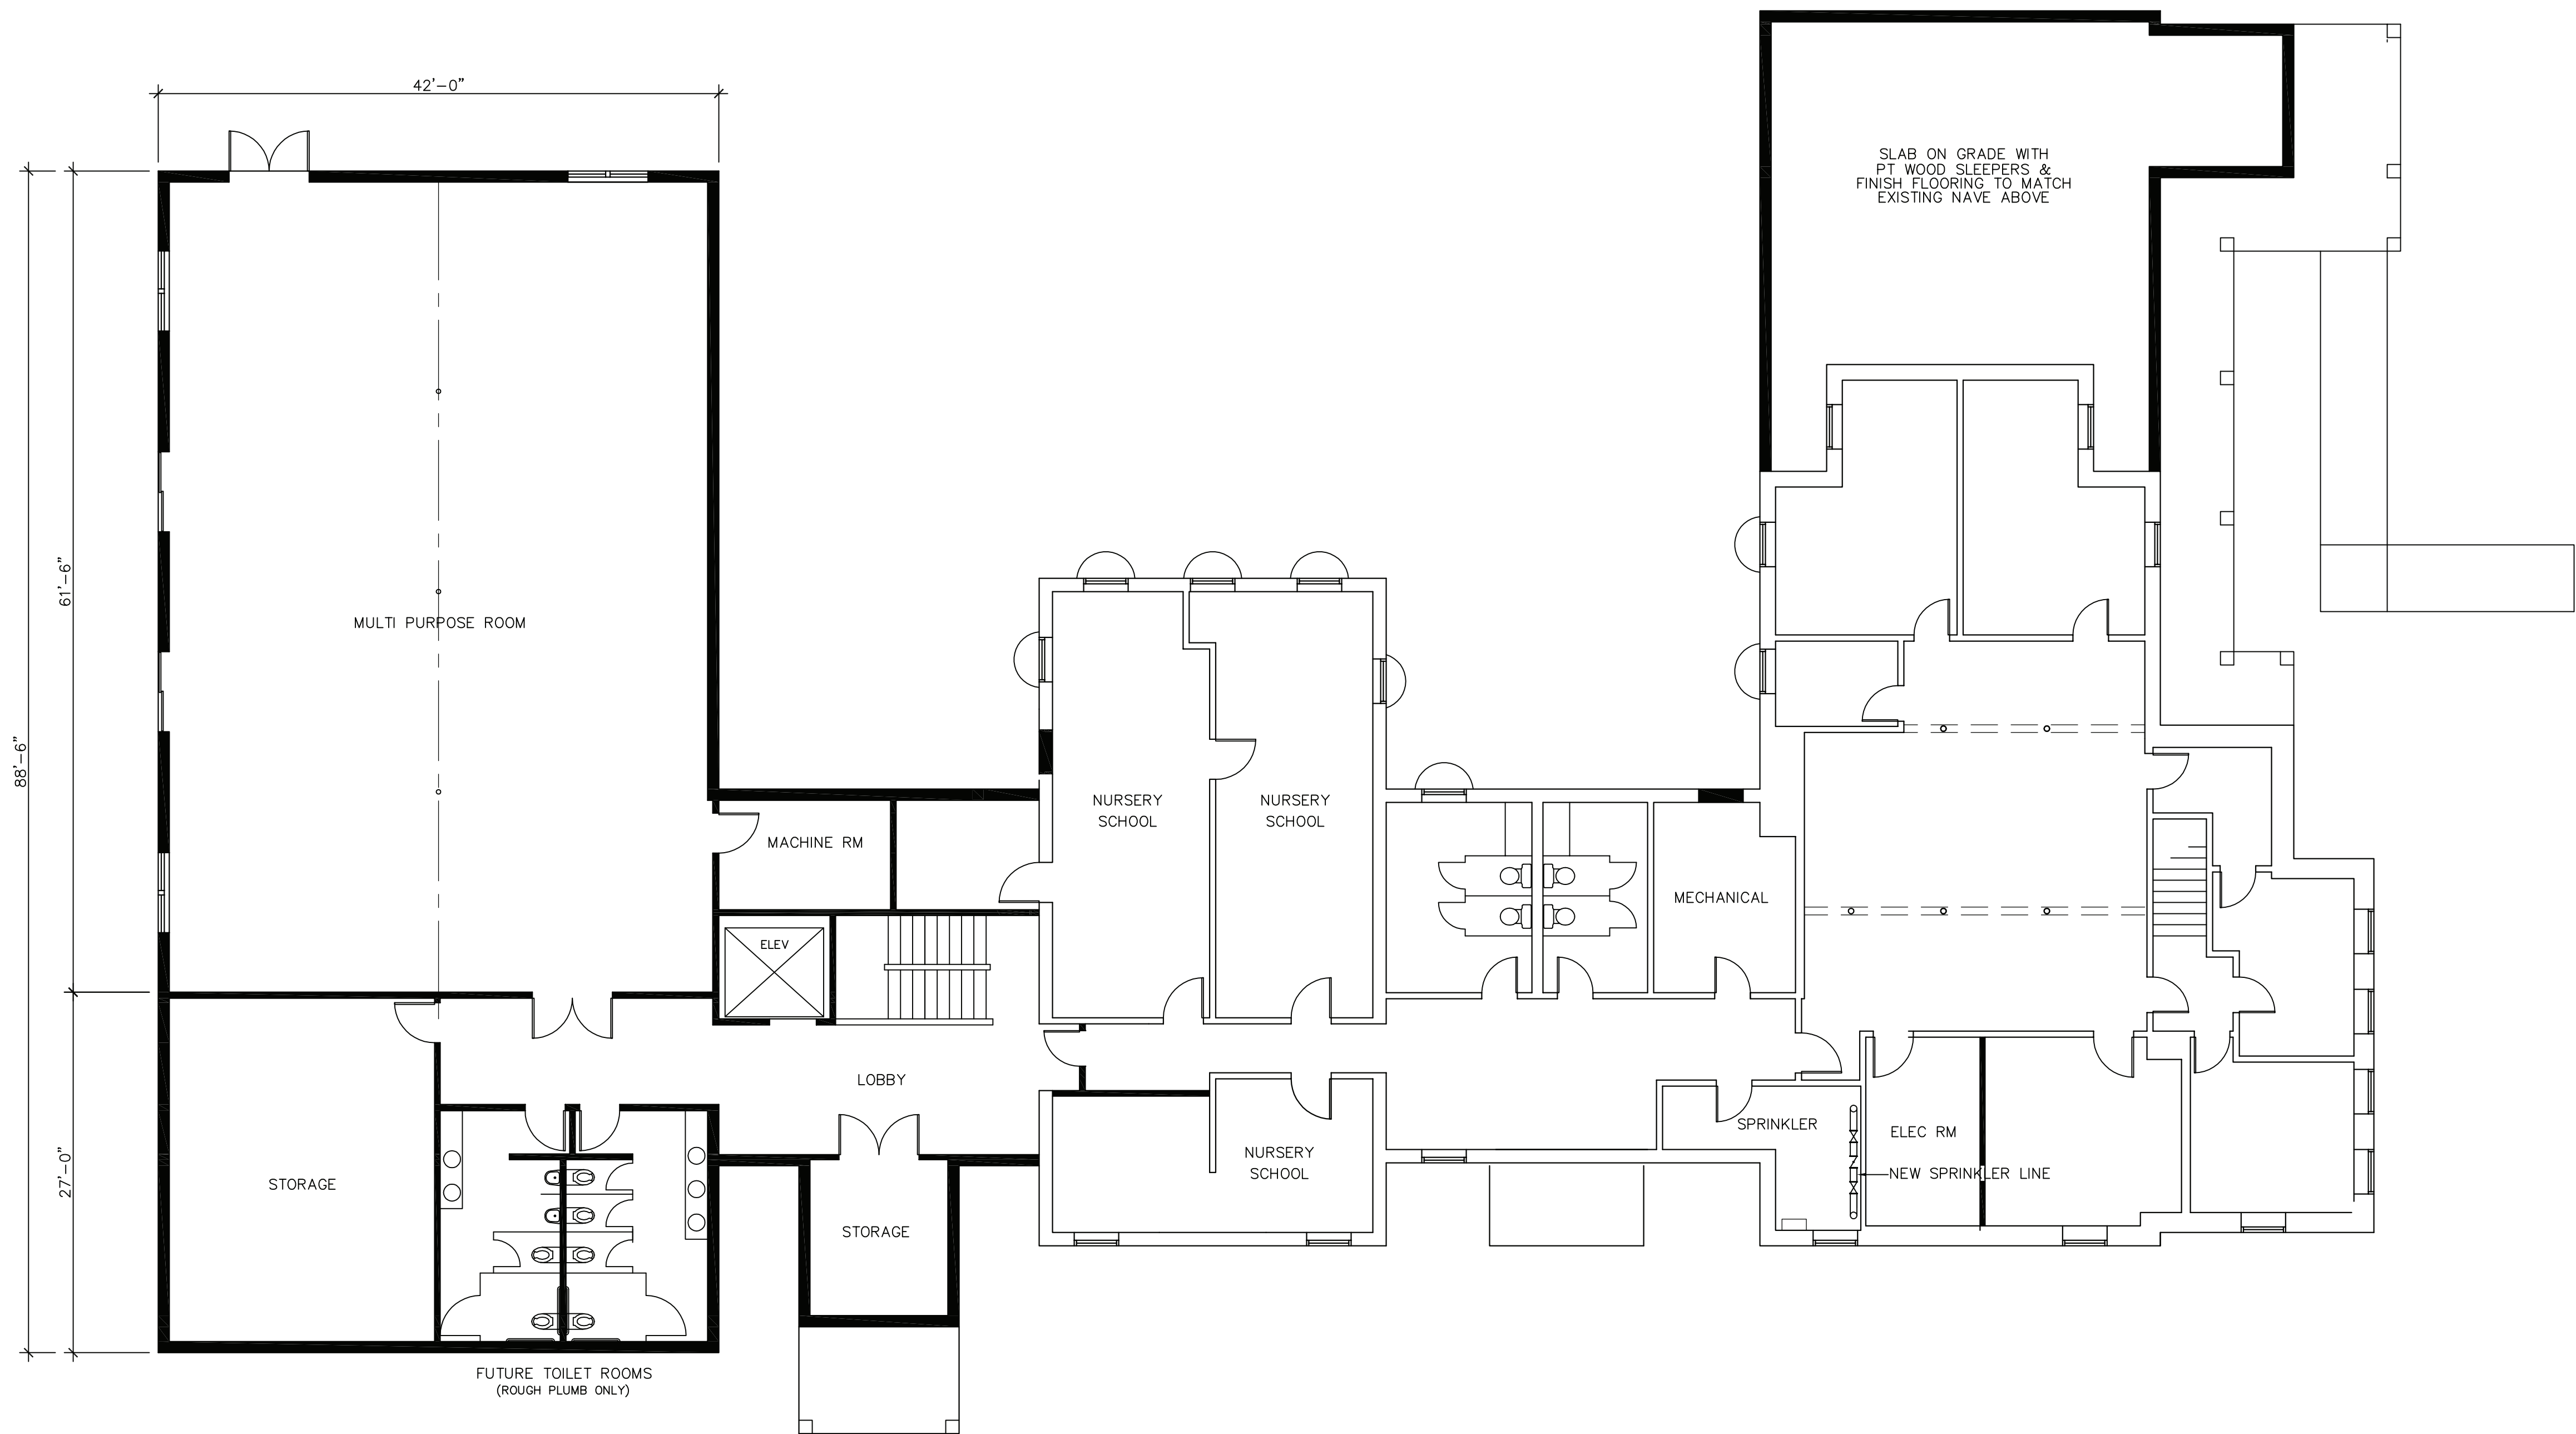 42'-0"
SLAB ON GRADE WITH
PT WOOD SLEEPERS &
FINISH FLOORING TO MATCH
EXISTING NAVE ABOVE
61'-6"
88'-6"
MULTI PURPOSE ROOM
NURSERY
SCHOOL
NURSERY
SCHOOL
MACHINE RM
MECHANICAL
ELEV
LOBBY
SPRINKLER
ELEC RM
27'-0"
STORAGE
NURSERY
SCHOOL
NEW SPRINKLER LINE
STORAGE
FUTURE TOILET ROOMS
(ROUGH PLUMB ONLY)